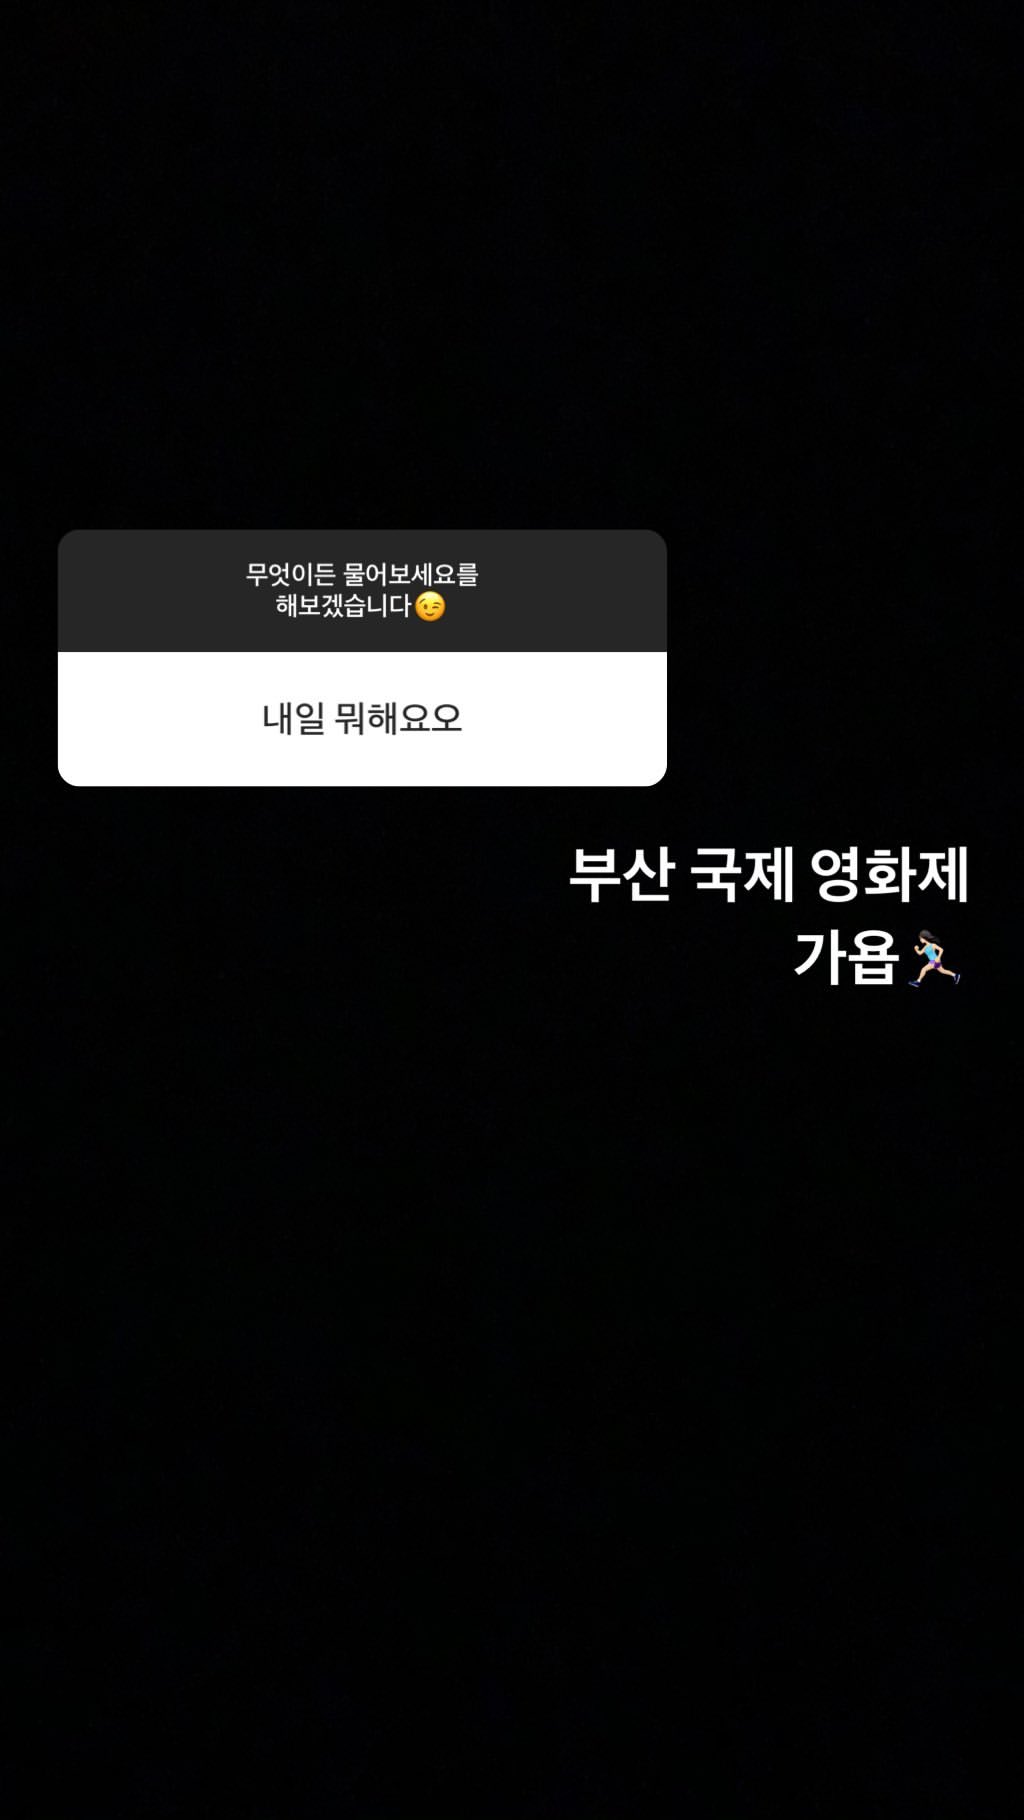 무엇이든 물어보세요를
해보겠습니다😉
내일 뭐해요오
부산 국제 영화제
가욥🏃🏻‍♀️